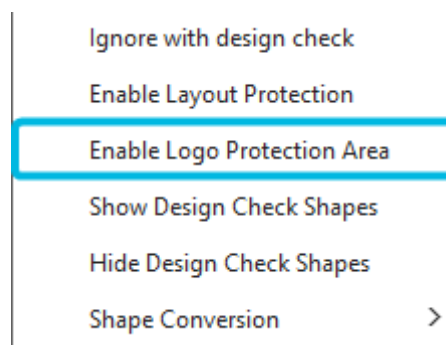 Ignore with design check
Enable Layout Protection
Enable Logo Protection Area
Show Design Check Shapes
Hide Design Check Shapes
Shape Conversion